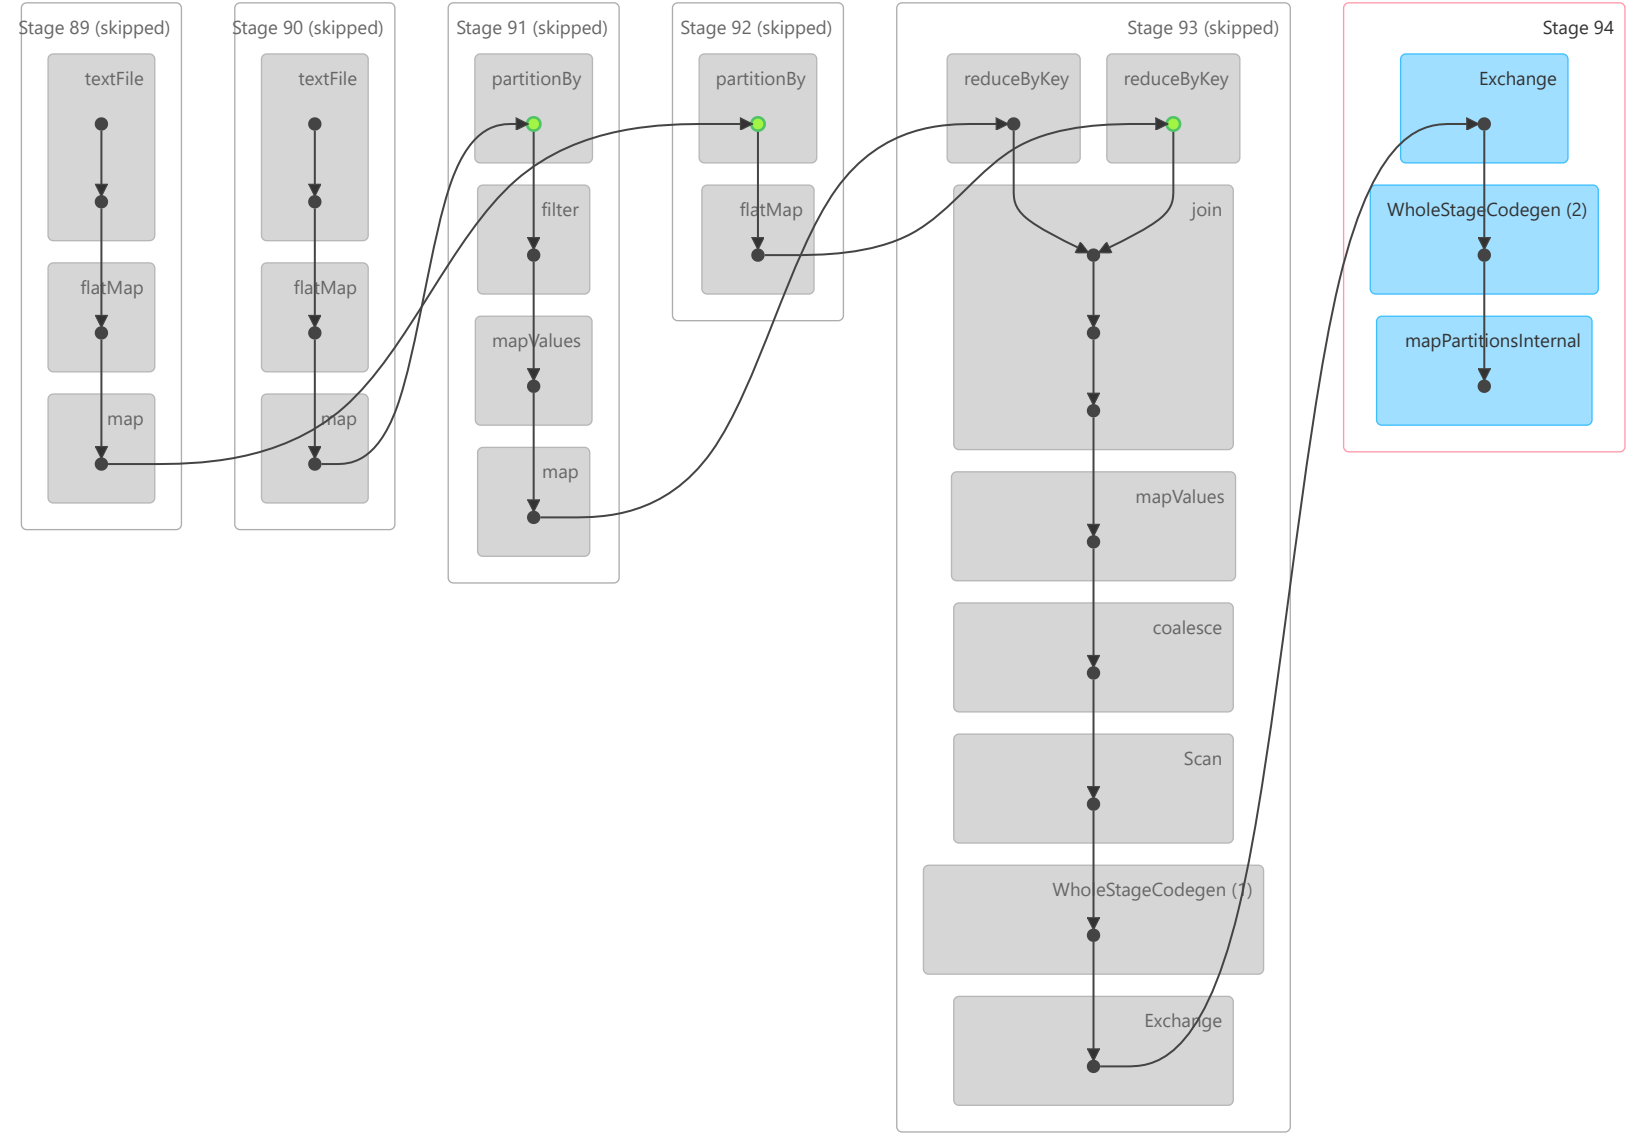 Stage 89 (skipped)
textFile
flatMap
map
Stage 90 (skipped)
textFile
flatMap
map
Stage 91 (skipped)
partitionBy
filter
mapValues
map
Stage 92 (skipped)
partitionBy
flatMap
Stage 93 (skipped)
reduceByKey
reduceByKey
join
mapValues
coalesce
Scan
WholeStageCodegen (1)
Exchange
Stage 94
Exchange
WholeStageCodegen (2)
mapPartitionsInternal